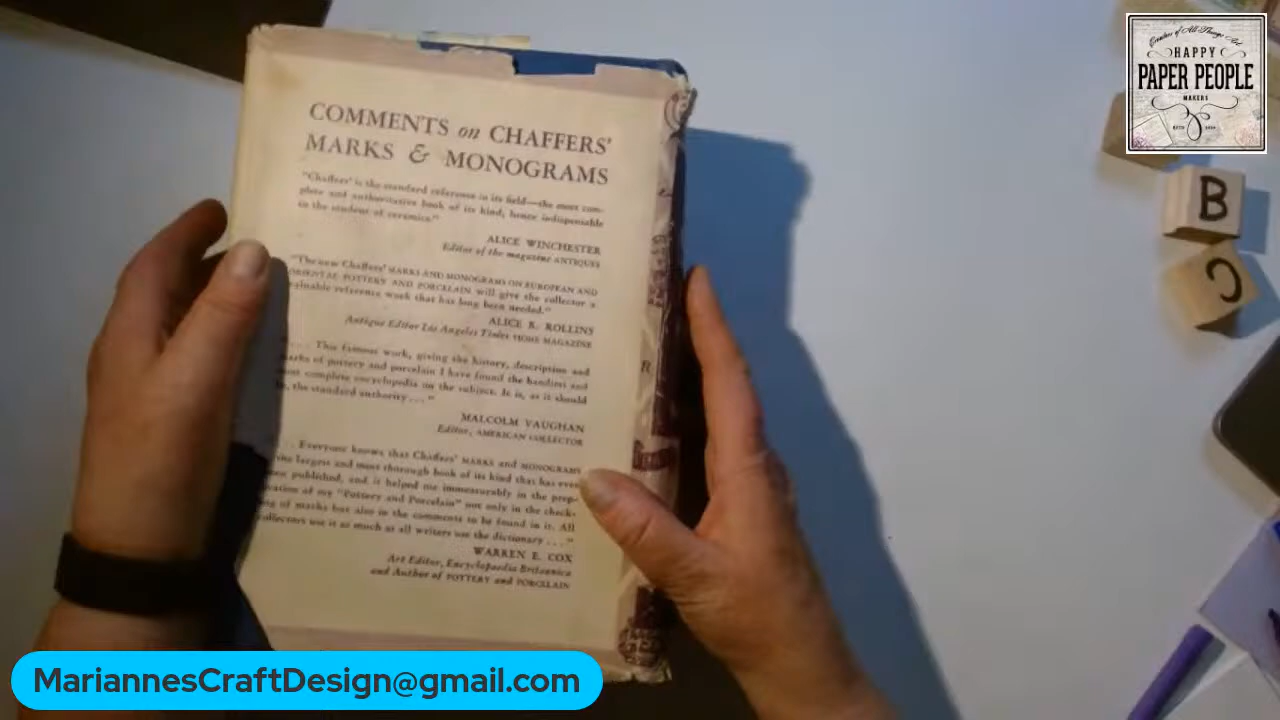 COMMENTS on CHAFFERS'
MARKS & MONOGRAMS
"Chaffers' is the standard reference in its field—the most com-
plete and authoritative book of its kind; hence indispensable
to the student of ceramics."
ALICE WINCHESTER
Editor of the magazine ANTIQUES
"The new Chaffers' MARKS AND MONOGRAMS ON EUROPEAN AND
ORIENTAL POTTERY AND PORCELAIN will give the collector a
valuable reference work that has long been needed."
ALICE R. ROLLINS
Antique Editor Los Angeles Times HOME MAGAZINE
. . . This famous work, giving the history, description and
marks of pottery and porcelain I have found the handiest and
most complete encyclopedia on the subject. It is, as it should
be, the standard authority . . . "
MALCOLM VAUGHAN
Editor, AMERICAN COLLECTOR
. . . Everyone knows that Chaffers' MARKS and MONOGRAMS
the largest and most thorough book of its kind that has ever
been published, and it helped me immeasurably in the prep-
aration of my "Pottery and Porcelain" not only in the check-
of marks but also in the comments to be found in it. All
collectors use it as much as all writers use the dictionary . . . "
WARREN E. COX
Art Editor, Encyclopaedia Britannica
and Author of POTTERY and PORCELAIN
R
B
C
Creators of All Things Art
HAPPY
PAPER PEOPLE
MAKERS
MariannesCraftDesign@gmail.com